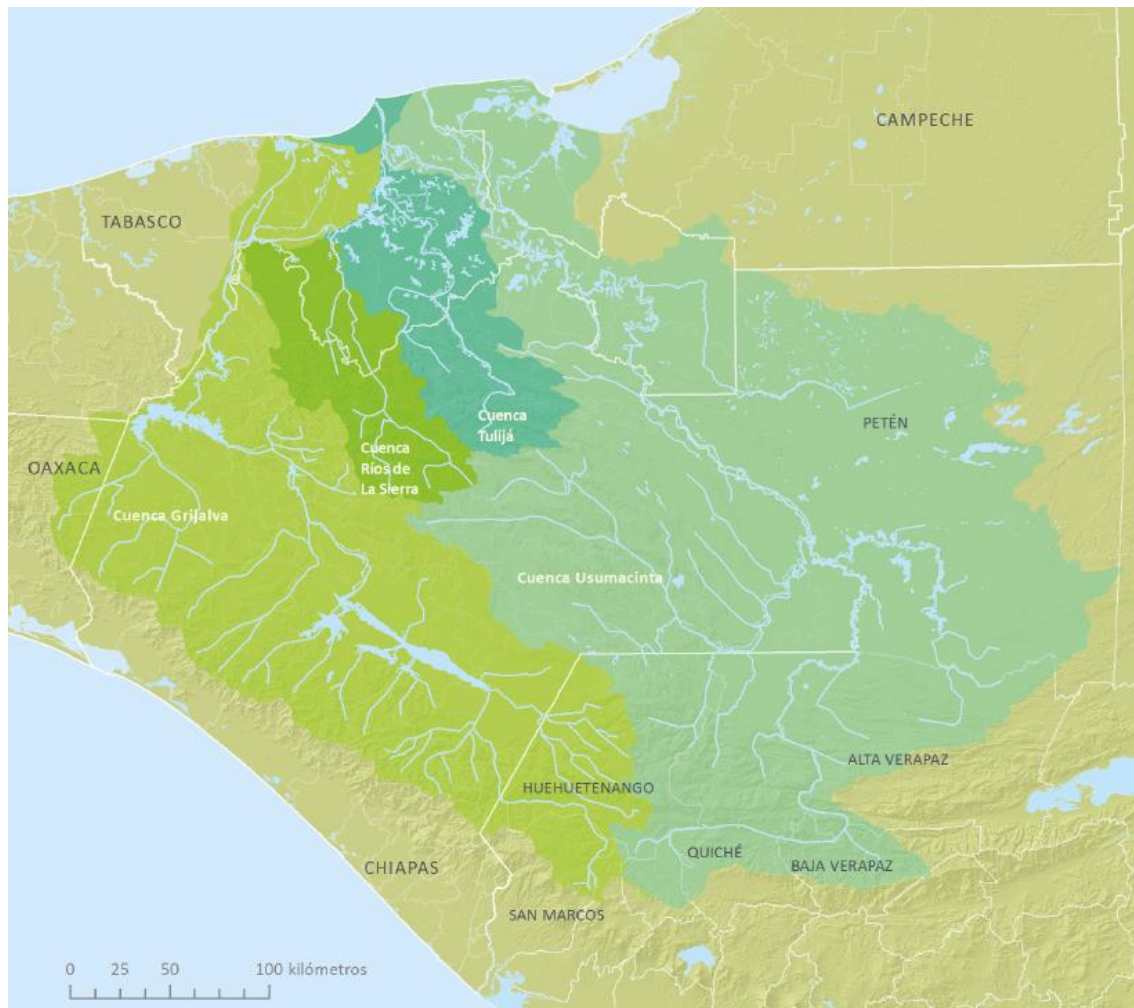 CAMPECHE
TABASCO
PETÉN
Cuenca
Tulijá
Cuenca
Ríos de
La Sierra
OAXACA
Cuenca Grijalva
Cuenca Usumacinta
ALTA VERAPAZ
HUEHUETENANGO
QUICHÉ
BAJA VERAPAZ
CHIAPAS
SAN MARCOS
0 25 50 100 kilómetros